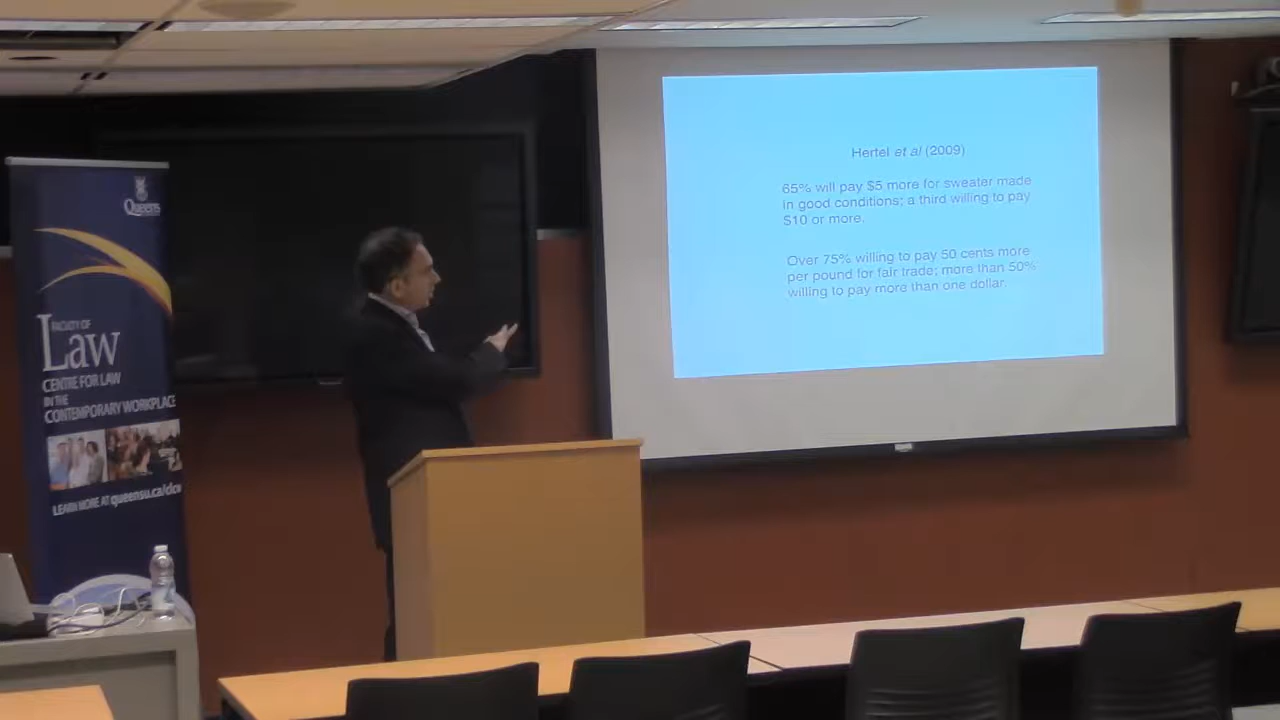 Queen's
FACULTY OF
Law
CENTRE FOR LAW
IN THE
CONTEMPORARY WORKPLACE
LEARN MORE AT queensu.ca/clcw
Hertel et al (2009)
65% will pay $5 more for sweater made
in good conditions; a third willing to pay
$10 or more.
Over 75% willing to pay 50 cents more
per pound for fair trade; more than 50%
willing to pay more than one dollar.